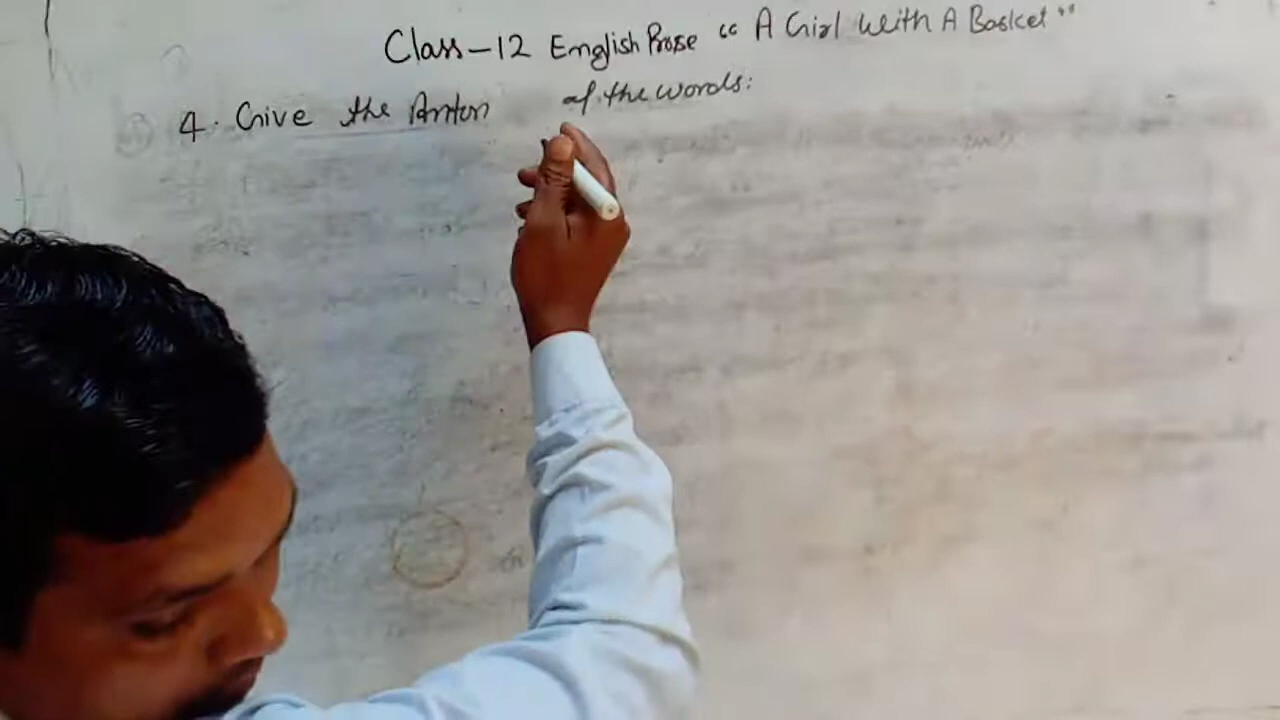 Class-12 English Prose "A Girl With A Basket"
4. Give the Anton of the words: